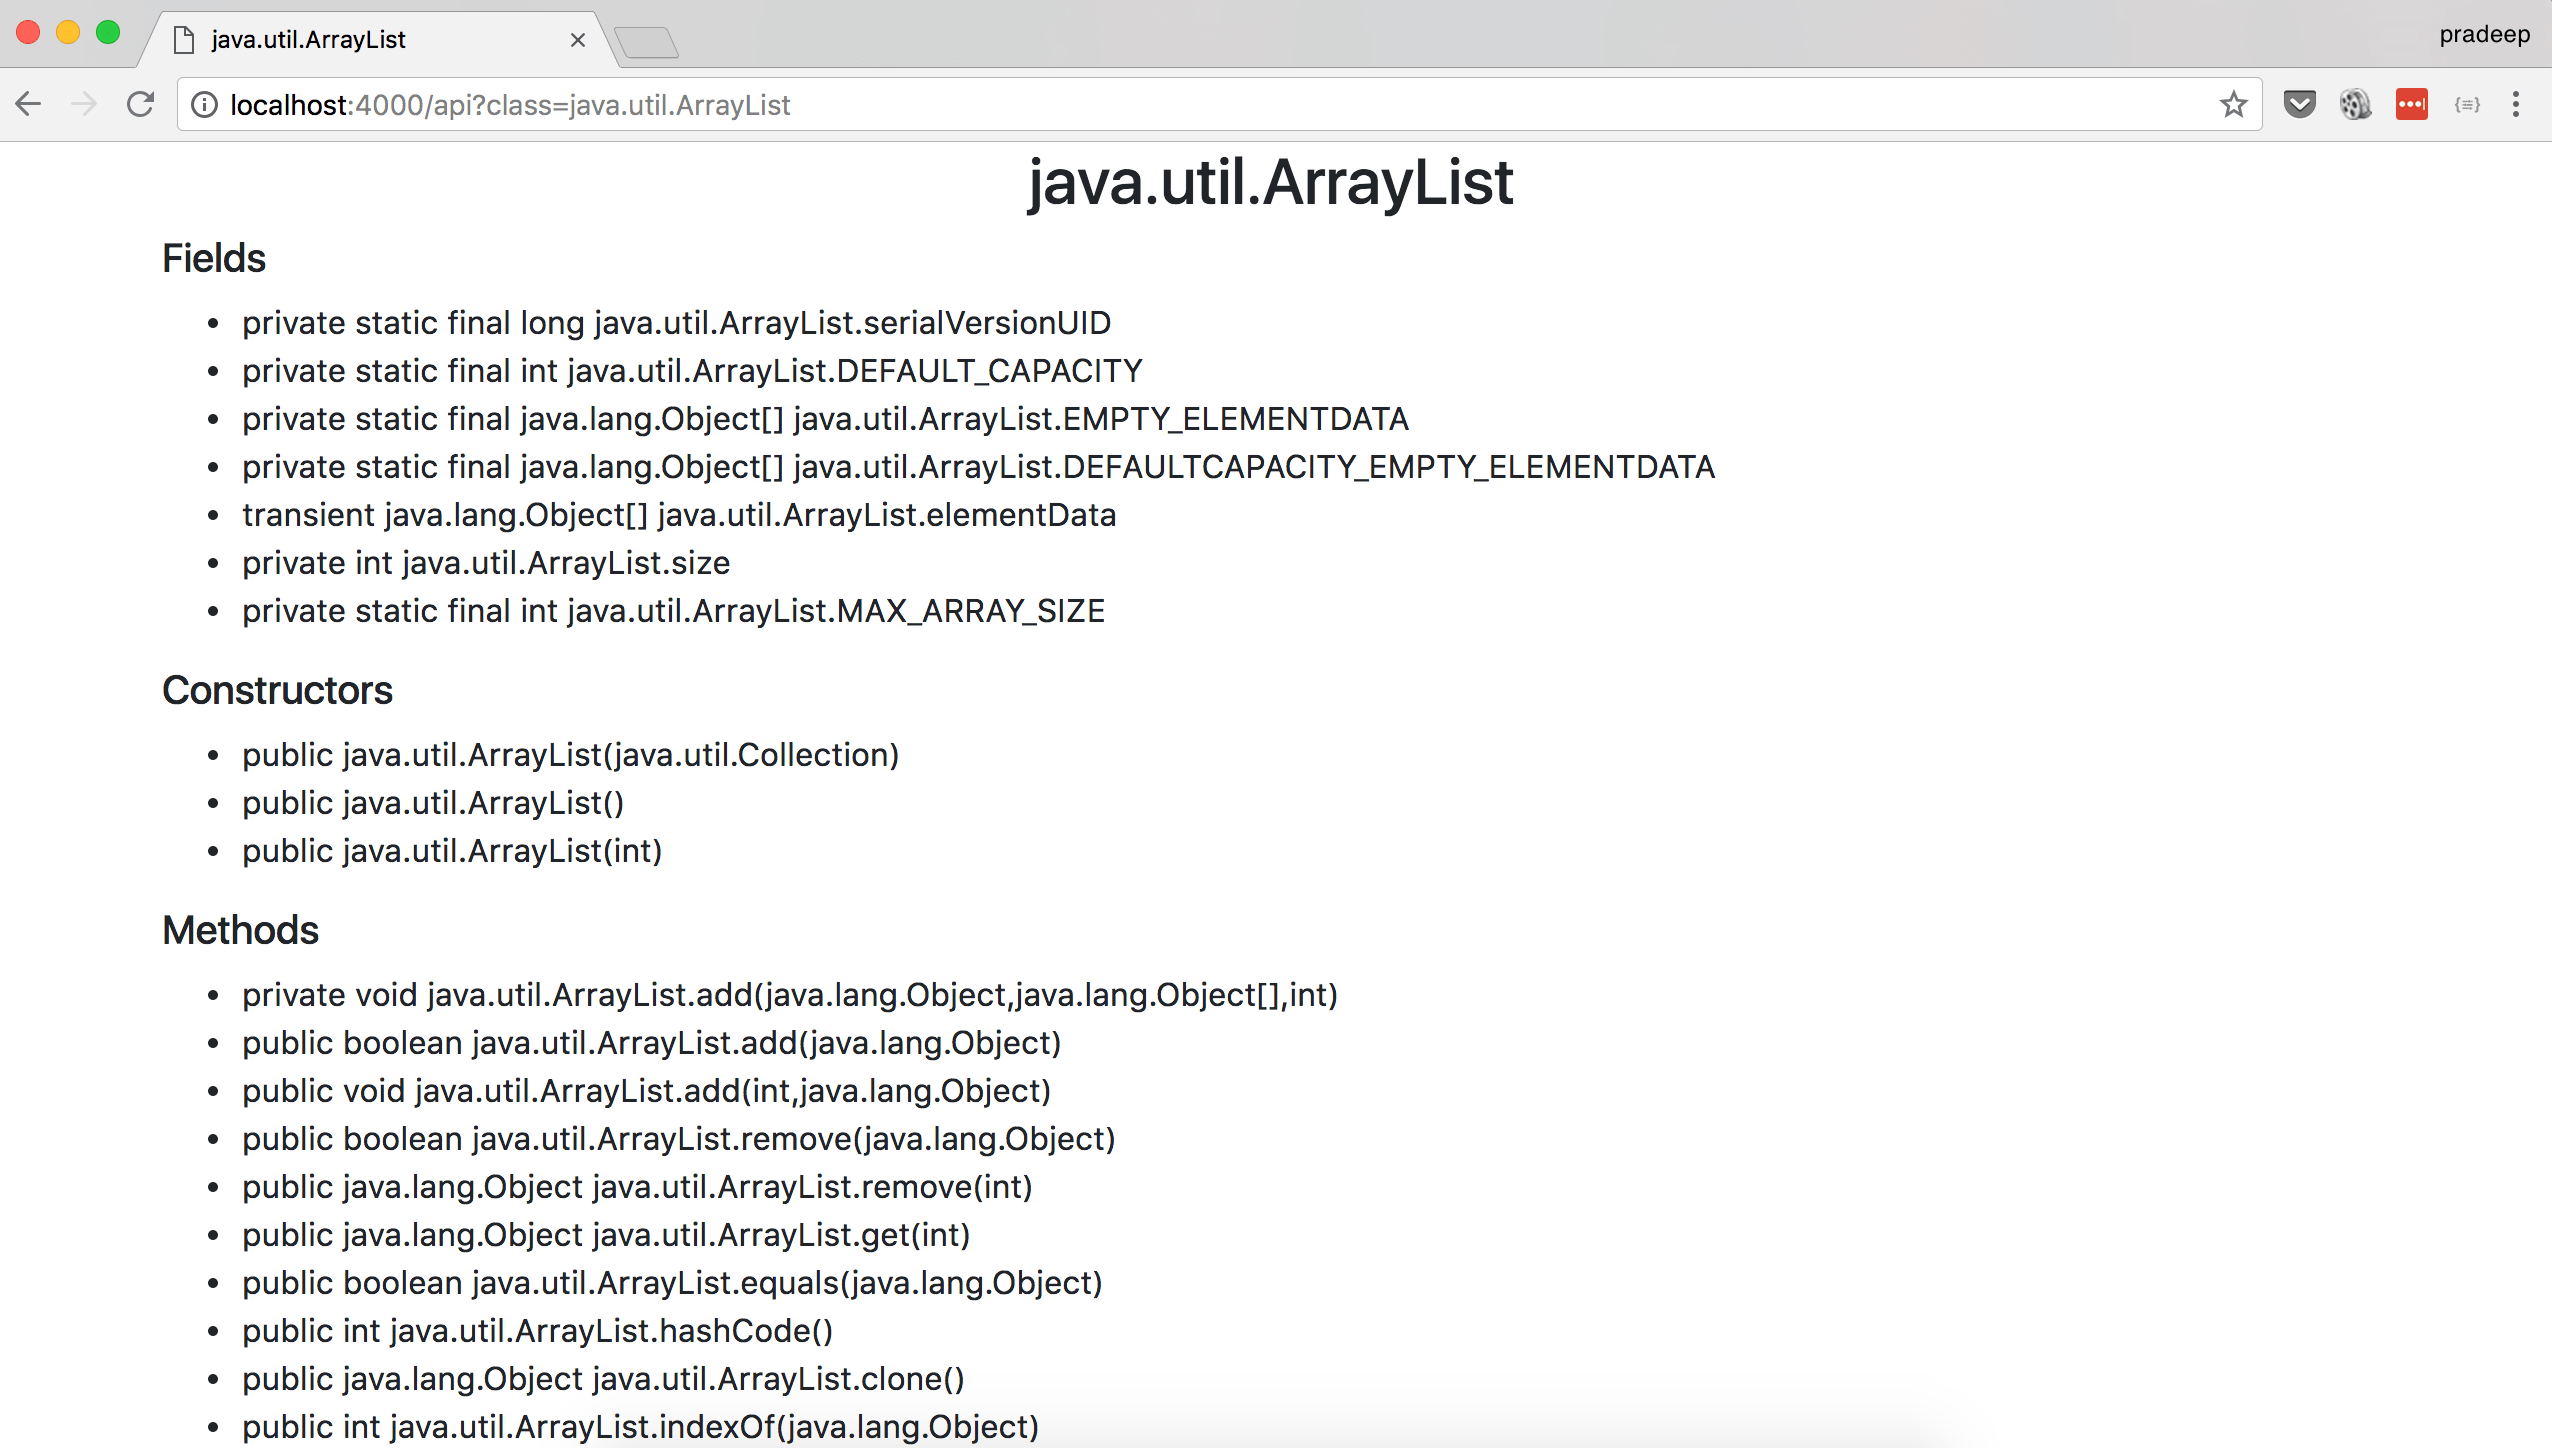 java.util.ArrayList
pradeep
localhost:4000/api?class=java.util.ArrayList
java.util.ArrayList
Fields
private static final long java.util.ArrayList.serialVersionUID
private static final int java.util.ArrayList.DEFAULT_CAPACITY
private static final java.lang.Object[] java.util.ArrayList.EMPTY_ELEMENTDATA
private static final java.lang.Object[] java.util.ArrayList.DEFAULTCAPACITY_EMPTY_ELEMENTDATA
transient java.lang.Object[] java.util.ArrayList.elementData
private int java.util.ArrayList.size
private static final int java.util.ArrayList.MAX_ARRAY_SIZE
Constructors
public java.util.ArrayList(java.util.Collection)
public java.util.ArrayList()
public java.util.ArrayList(int)
Methods
private void java.util.ArrayList.add(java.lang.Object,java.lang.Object[],int)
public boolean java.util.ArrayList.add(java.lang.Object)
public void java.util.ArrayList.add(int,java.lang.Object)
public boolean java.util.ArrayList.remove(java.lang.Object)
public java.lang.Object java.util.ArrayList.remove(int)
public java.lang.Object java.util.ArrayList.get(int)
public boolean java.util.ArrayList.equals(java.lang.Object)
public int java.util.ArrayList.hashCode()
public java.lang.Object java.util.ArrayList.clone()
public int java.util.ArrayList.indexOf(java.lang.Object)